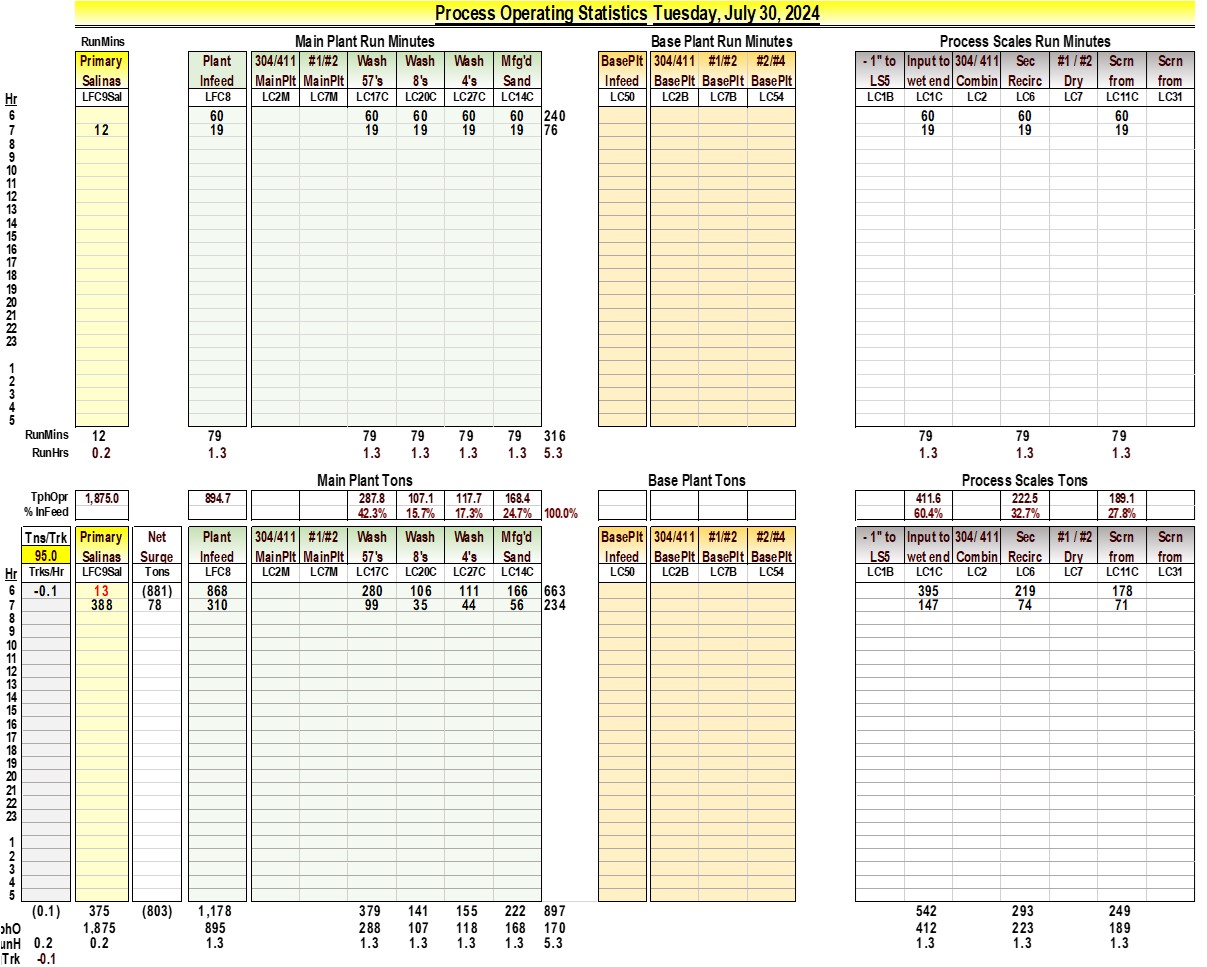 Process Operating Statistics Tuesday, July 30, 2024
RunMins Main Plant Run Minutes Base Plant Run Minutes Process Scales Run Minutes
Primary Plant 304/411 #1/#2 Wash Wash Wash Mfg'd BasePlt 304/411 #1/#2 #2/#4 - 1" to Input to 304/ 411 Sec #1 / #2 Scrn Scrn
Salinas Infeed MainPlt MainPlt 57's 8's 4's Sand Infeed BasePlt BasePlt BasePlt LS5 wet end Combin Recirc Dry from from
Hr LFC9Sal LFC8 LC2M LC7M LC17C LC20C LC27C LC14C LC50 LC2B LC7B LC54 LC1B LC1C LC2 LC6 LC7 LC11C LC31
6 60 60 60 60 60 240 60 60 60
7 12 19 19 19 19 19 76 19 19 19
8
9
10
11
12
13
14
15
16
17
18
19
20
21
22
23
1
2
3
4
5
RunMins 12 79 79 79 79 79 316 79 79 79
RunHrs 0.2 1.3 1.3 1.3 1.3 1.3 5.3 1.3 1.3 1.3
Main Plant Tons Base Plant Tons Process Scales Tons
TphOpr 1,875.0 894.7 287.8 107.1 117.7 168.4 411.6 222.5 189.1
% InFeed 42.3% 15.7% 17.3% 24.7% 100.0% 60.4% 32.7% 27.8%
Tns/Trk Primary Net Plant 304/411 #1/#2 Wash Wash Wash Mfg'd BasePlt 304/411 #1/#2 #2/#4 - 1" to Input to 304/ 411 Sec #1 / #2 Scrn Scrn
95.0 Salinas Surge Infeed MainPlt MainPlt 57's 8's 4's Sand Infeed BasePlt BasePlt BasePlt LS5 wet end Combin Recirc Dry from from
Hr Trks/Hr LFC9Sal Tons LFC8 LC2M LC7M LC17C LC20C LC27C LC14C LC50 LC2B LC7B LC54 LC1B LC1C LC2 LC6 LC7 LC11C LC31
6 -0.1 13 (881) 868 280 106 111 166 663 395 219 178
7 388 78 310 99 35 44 56 234 147 74 71
8
9
10
11
12
13
14
15
16
17
18
19
20
21
22
23
1
2
3
4
5
(0.1) 375 (803) 1,178 379 141 155 222 897 542 293 249
phO 1,875 895 288 107 118 168 170 412 223 189
unH 0.2 0.2 1.3 1.3 1.3 1.3 1.3 5.3 1.3 1.3 1.3
Trk -0.1